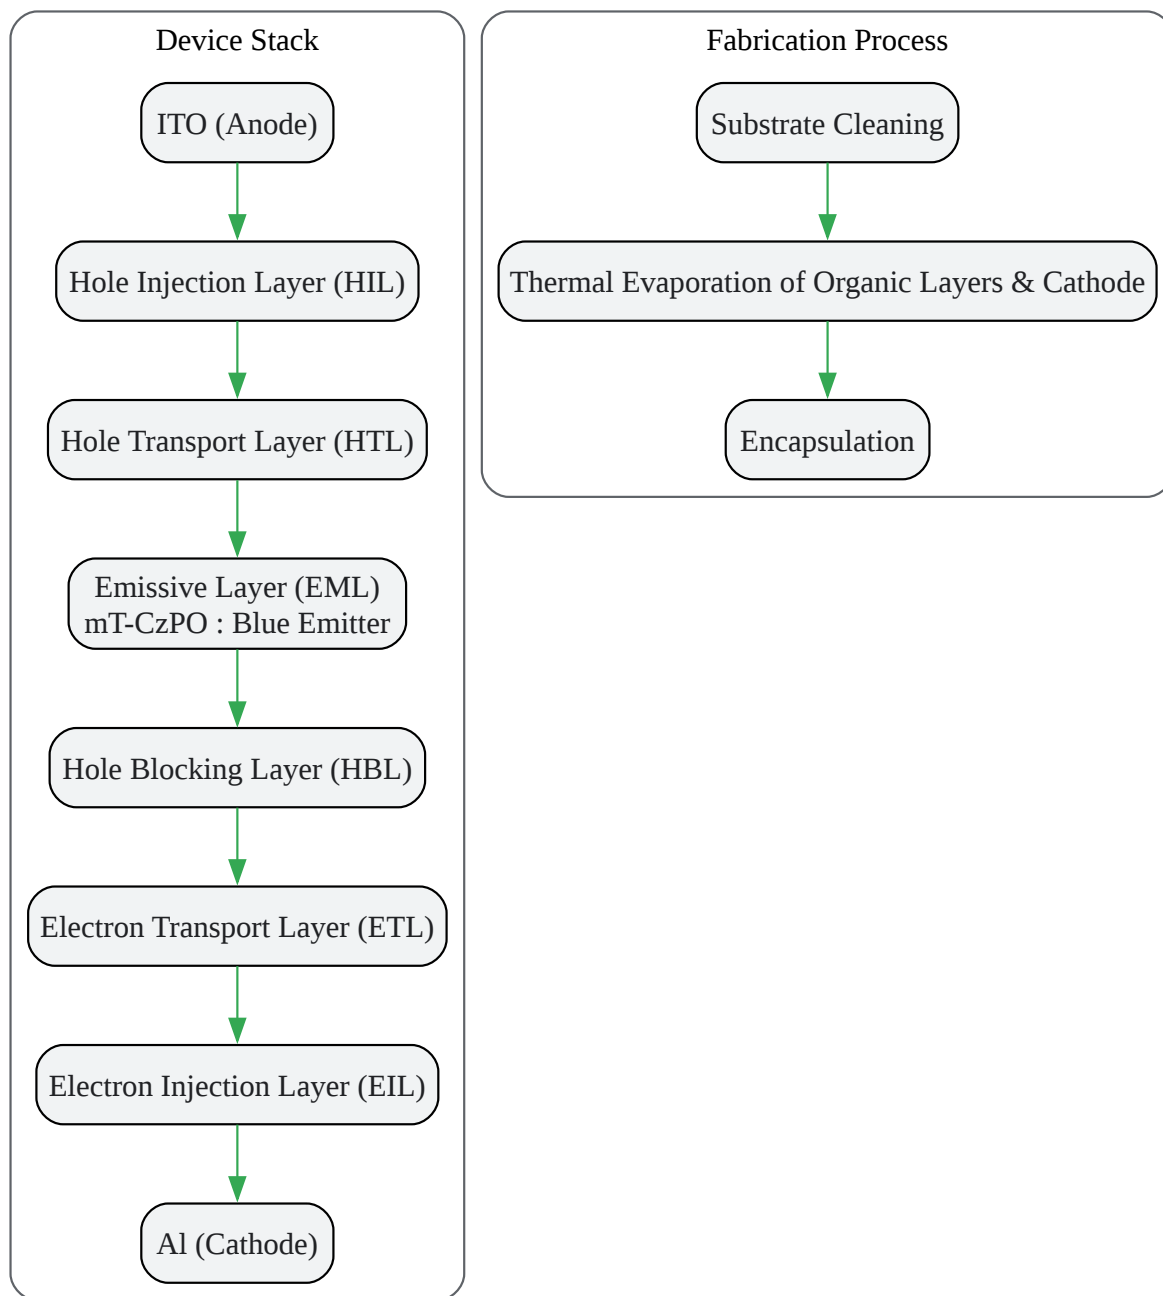 Device Stack
ITO (Anode)
Hole Injection Layer (HIL)
Hole Transport Layer (HTL)
Emissive Layer (EML)
mT-CzPO : Blue Emitter
Hole Blocking Layer (HBL)
Electron Transport Layer (ETL)
Electron Injection Layer (EIL)
Al (Cathode)
Fabrication Process
Substrate Cleaning
Thermal Evaporation of Organic Layers & Cathode
Encapsulation